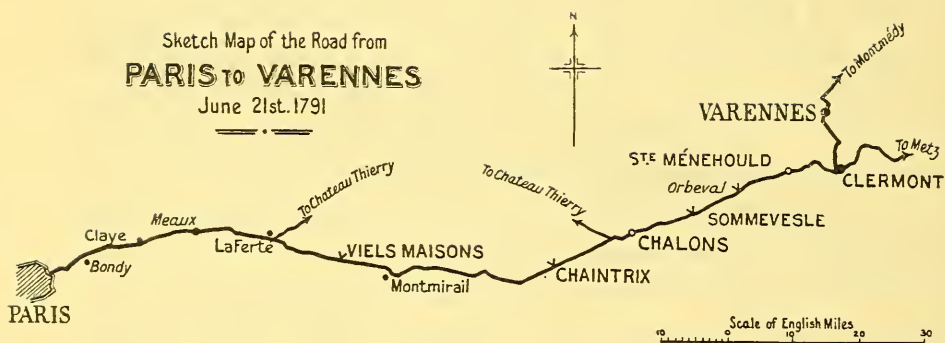 Sketch Map of the Road from
PARIS TO VARENNES
June 21st. 1791
N
To Montmédy
VARENNES
To Metz
STE MÉNEHOULD
CLERMONT
Orbeval
SOMMEVESLE
To Chateau Thierry
To Chateau Thierry
CHALONS
Meaux
Claye
LaFerté
VIELS MAISONS
CHAINTRIX
Bondy
Montmirail
PARIS
Scale of English Miles
10 0 10 20 30